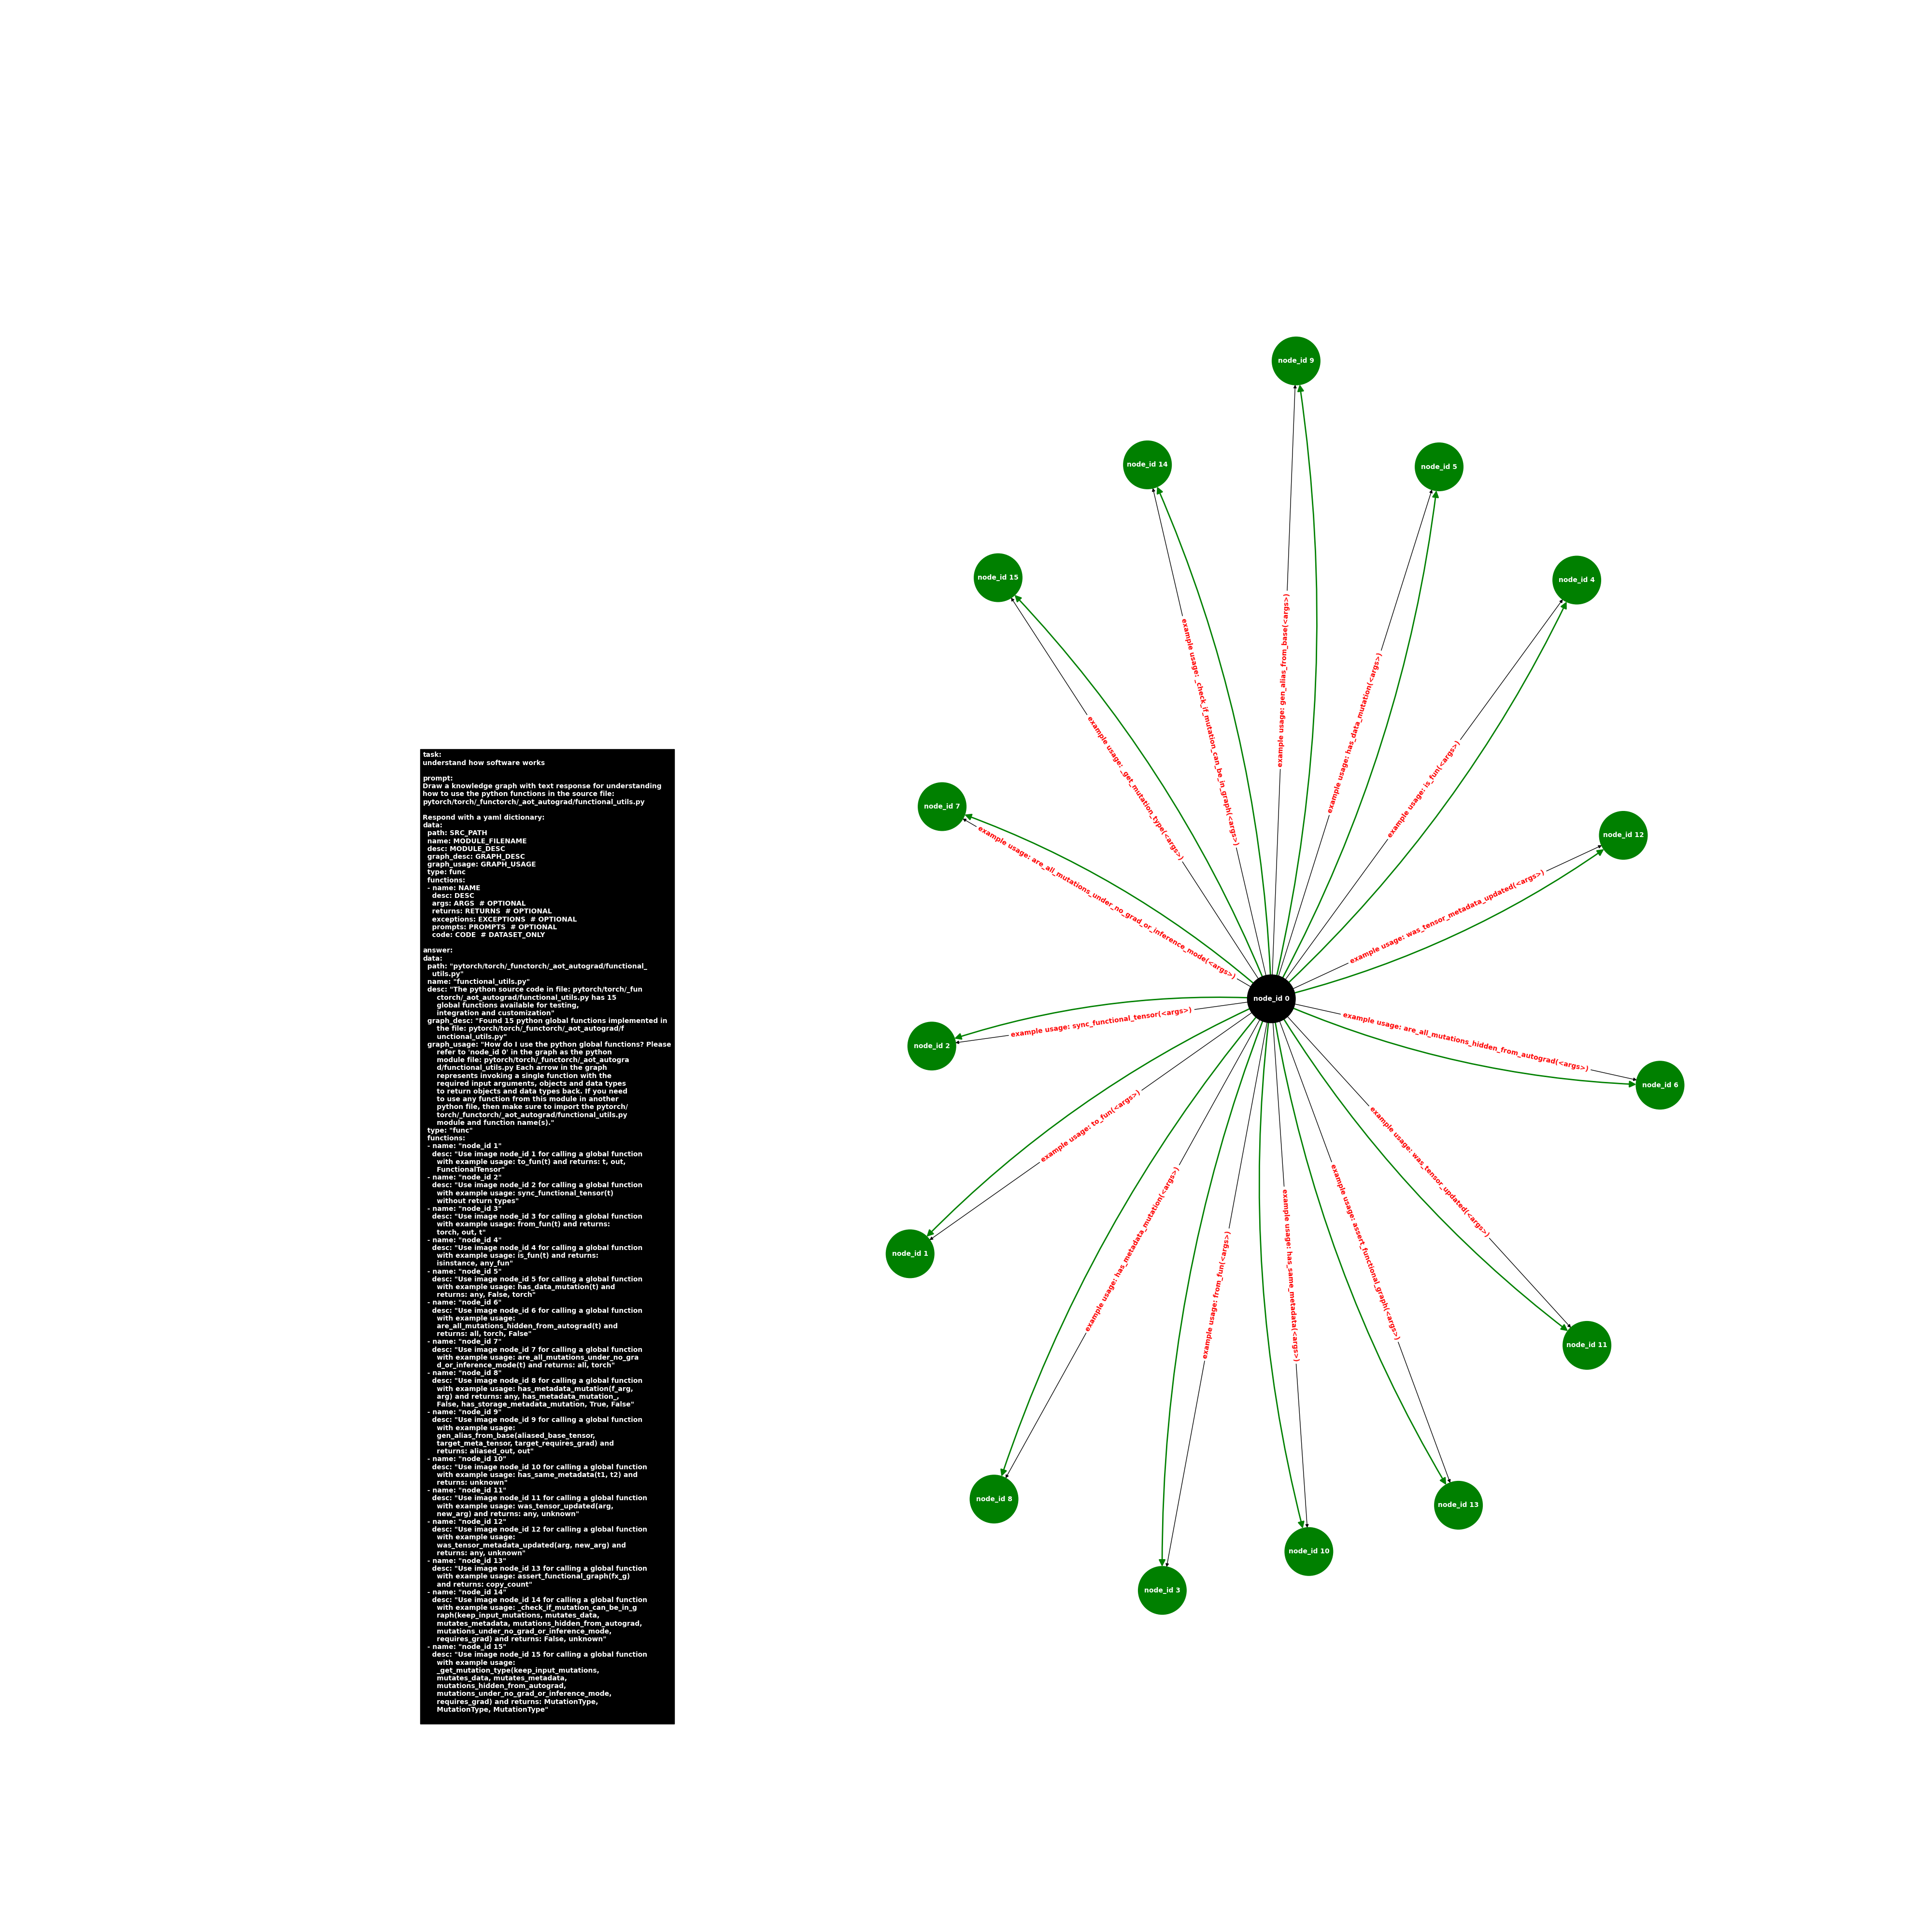 task:
understand how software works

prompt:
Draw a knowledge graph with text response for understanding
how to use the python functions in the source file:
pytorch/torch/_functorch/_aot_autograd/functional_utils.py

Respond with a yaml dictionary:
data:
  path: SRC_PATH
  name: MODULE_FILENAME
  desc: MODULE_DESC
  graph_desc: GRAPH_DESC
  graph_usage: GRAPH_USAGE
  type: func
  functions:
  - name: NAME
    desc: DESC
    args: ARGS  # OPTIONAL
    returns: RETURNS  # OPTIONAL
    exceptions: EXCEPTIONS  # OPTIONAL
    prompts: PROMPTS  # OPTIONAL
    code: CODE  # DATASET_ONLY

answer:
data:
  path: "pytorch/torch/_functorch/_aot_autograd/functional_
    utils.py"
  name: "functional_utils.py"
  desc: "The python source code in file: pytorch/torch/_fun
      ctorch/_aot_autograd/functional_utils.py has 15
      global functions available for testing,
      integration and customization"
  graph_desc: "Found 15 python global functions implemented in
      the file: pytorch/torch/_functorch/_aot_autograd/f
      unctional_utils.py"
  graph_usage: "How do I use the python global functions? Please
      refer to 'node_id 0' in the graph as the python
      module file: pytorch/torch/_functorch/_aot_autogra
      d/functional_utils.py Each arrow in the graph
      represents invoking a single function with the
      required input arguments, objects and data types
      to return objects and data types back. If you need
      to use any function from this module in another
      python file, then make sure to import the pytorch/
      torch/_functorch/_aot_autograd/functional_utils.py
      module and function name(s)."
  type: "func"
  functions:
  - name: "node_id 1"
    desc: "Use image node_id 1 for calling a global function
      with example usage: to_fun(t) and returns: t, out,
      FunctionalTensor"
  - name: "node_id 2"
    desc: "Use image node_id 2 for calling a global function
      with example usage: sync_functional_tensor(t)
      without return types"
  - name: "node_id 3"
    desc: "Use image node_id 3 for calling a global function
      with example usage: from_fun(t) and returns:
      torch, out, t"
  - name: "node_id 4"
    desc: "Use image node_id 4 for calling a global function
      with example usage: is_fun(t) and returns:
      isinstance, any_fun"
  - name: "node_id 5"
    desc: "Use image node_id 5 for calling a global function
      with example usage: has_data_mutation(t) and
      returns: any, False, torch"
  - name: "node_id 6"
    desc: "Use image node_id 6 for calling a global function
      with example usage:
      are_all_mutations_hidden_from_autograd(t) and
      returns: all, torch, False"
  - name: "node_id 7"
    desc: "Use image node_id 7 for calling a global function
      with example usage: are_all_mutations_under_no_gra
      d_or_inference_mode(t) and returns: all, torch"
  - name: "node_id 8"
    desc: "Use image node_id 8 for calling a global function
      with example usage: has_metadata_mutation(f_arg,
      arg) and returns: any, has_metadata_mutation_,
      False, has_storage_metadata_mutation, True, False"
  - name: "node_id 9"
    desc: "Use image node_id 9 for calling a global function
      with example usage:
      gen_alias_from_base(aliased_base_tensor,
      target_meta_tensor, target_requires_grad) and
      returns: aliased_out, out"
  - name: "node_id 10"
    desc: "Use image node_id 10 for calling a global function
      with example usage: has_same_metadata(t1, t2) and
      returns: unknown"
  - name: "node_id 11"
    desc: "Use image node_id 11 for calling a global function
      with example usage: was_tensor_updated(arg,
      new_arg) and returns: any, unknown"
  - name: "node_id 12"
    desc: "Use image node_id 12 for calling a global function
      with example usage:
      was_tensor_metadata_updated(arg, new_arg) and
      returns: any, unknown"
  - name: "node_id 13"
    desc: "Use image node_id 13 for calling a global function
      with example usage: assert_functional_graph(fx_g)
      and returns: copy_count"
  - name: "node_id 14"
    desc: "Use image node_id 14 for calling a global function
      with example usage: _check_if_mutation_can_be_in_g
      raph(keep_input_mutations, mutates_data,
      mutates_metadata, mutations_hidden_from_autograd,
      mutations_under_no_grad_or_inference_mode,
      requires_grad) and returns: False, unknown"
  - name: "node_id 15"
    desc: "Use image node_id 15 for calling a global function
      with example usage:
      _get_mutation_type(keep_input_mutations,
      mutates_data, mutates_metadata,
      mutations_hidden_from_autograd,
      mutations_under_no_grad_or_inference_mode,
      requires_grad) and returns: MutationType,
      MutationType, MutationType"
node_id 9
node_id 14
node_id 5
node_id 15
node_id 4
example usage: gen_alias_from_base(<args>)
example usage: _check_if_mutation_can_be_in_graph(<args>)
example usage: has_data_mutation(<args>)
example usage: _get_mutation_type(<args>)
example usage: is_fun(<args>)
node_id 7
node_id 12
example usage: are_all_mutations_under_no_grad_or_inference_mode(<args>)
example usage: was_tensor_metadata_updated(<args>)
node_id 0
example usage: sync_functional_tensor(<args>)
example usage: are_all_mutations_hidden_from_autograd(<args>)
node_id 2
node_id 6
example usage: to_fun(<args>)
example usage: was_tensor_updated(<args>)
node_id 1
example usage: has_metadata_mutation(<args>)
example usage: from_fun(<args>)
example usage: has_same_metadata(<args>)
example usage: assert_functional_graph(<args>)
node_id 11
node_id 8
node_id 13
node_id 10
node_id 3